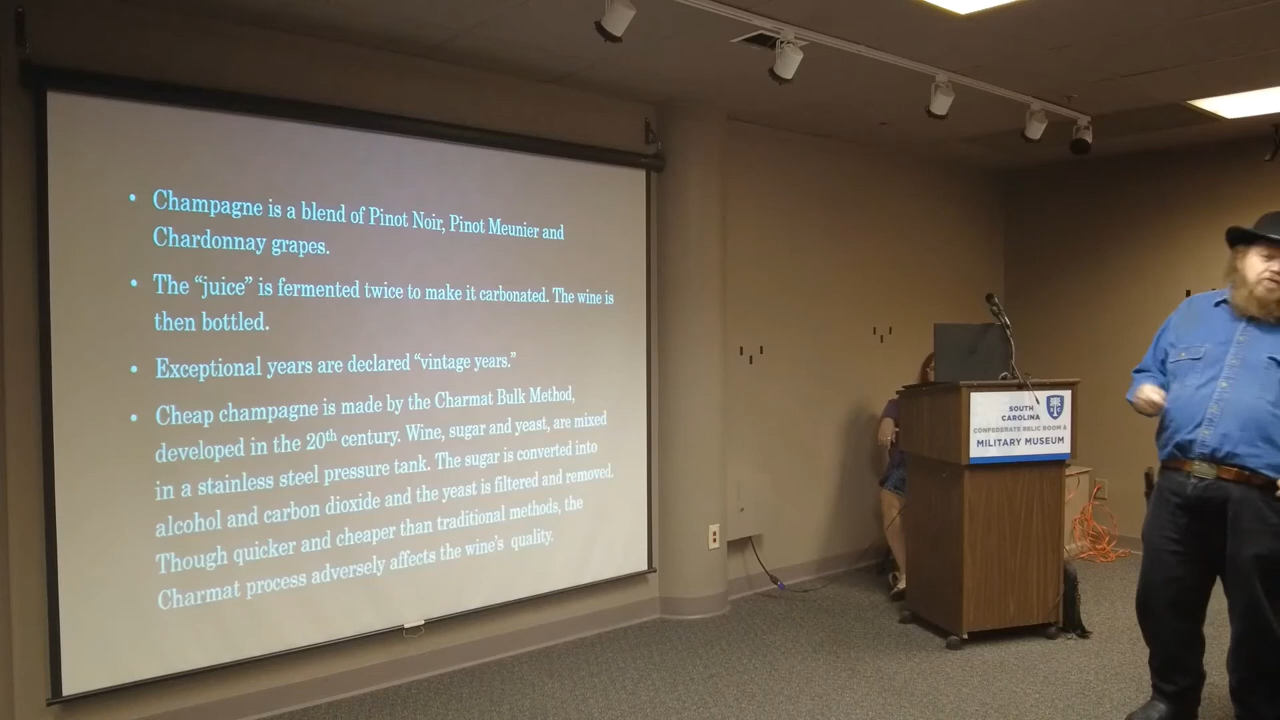 • Champagne is a blend of Pinot Noir, Pinot Meunier and
Chardonnay grapes.
• The “juice” is fermented twice to make it carbonated. The wine is
then bottled.
• Exceptional years are declared “vintage years.”
• Cheap champagne is made by the Charmat Bulk Method,
developed in the 20th century. Wine, sugar and yeast, are mixed
in a stainless steel pressure tank. The sugar is converted into
alcohol and carbon dioxide and the yeast is filtered and removed.
Though quicker and cheaper than traditional methods, the
Charmat process adversely affects the wine’s quality.
SOUTH
CAROLINA
CONFEDERATE RELIC ROOM &
MILITARY MUSEUM